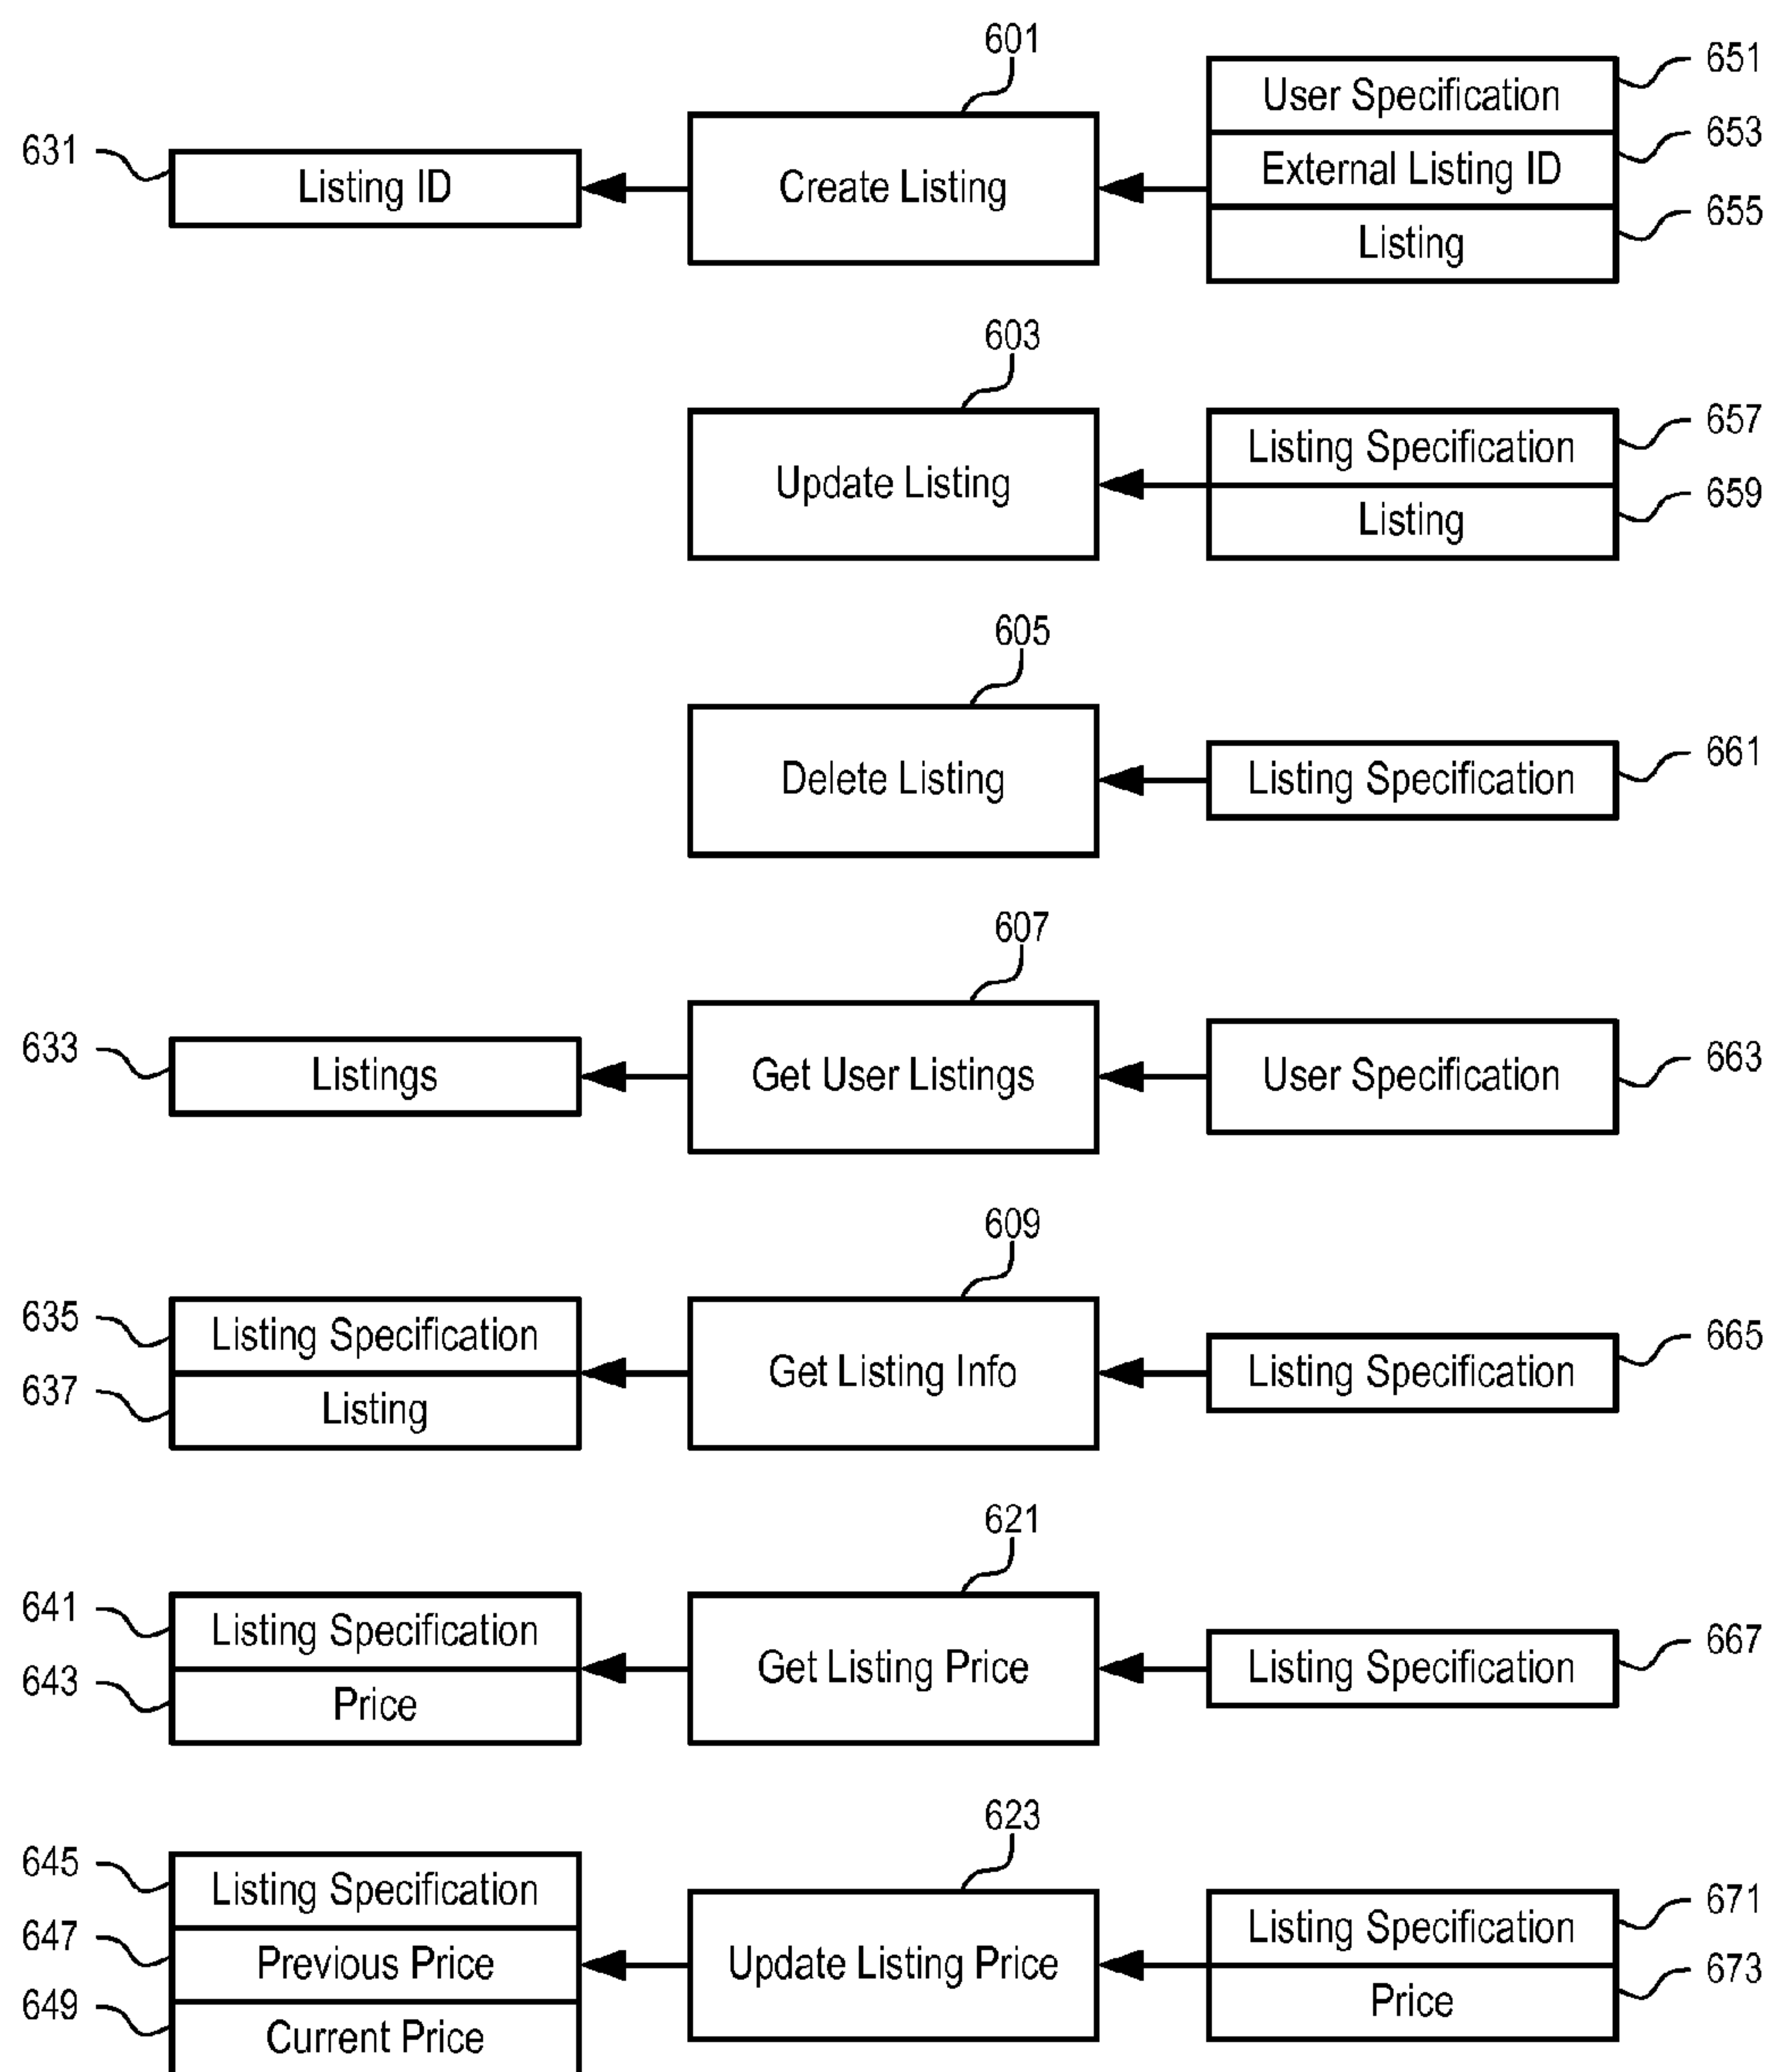 601
651
User Specification
653
631
Listing ID
Create Listing
External Listing ID
655
Listing
603
657
Listing Specification
Update Listing
659
Listing
605
661
Delete Listing
Listing Specification
607
633
Listings
Get User Listings
User Specification
663
609
635
Listing Specification
665
Get Listing Info
Listing Specification
637
Listing
621
641
Listing Specification
667
Get Listing Price
Listing Specification
643
Price
623
645
Listing Specification
671
Listing Specification
647
Previous Price
Update Listing Price
673
Price
649
Current Price